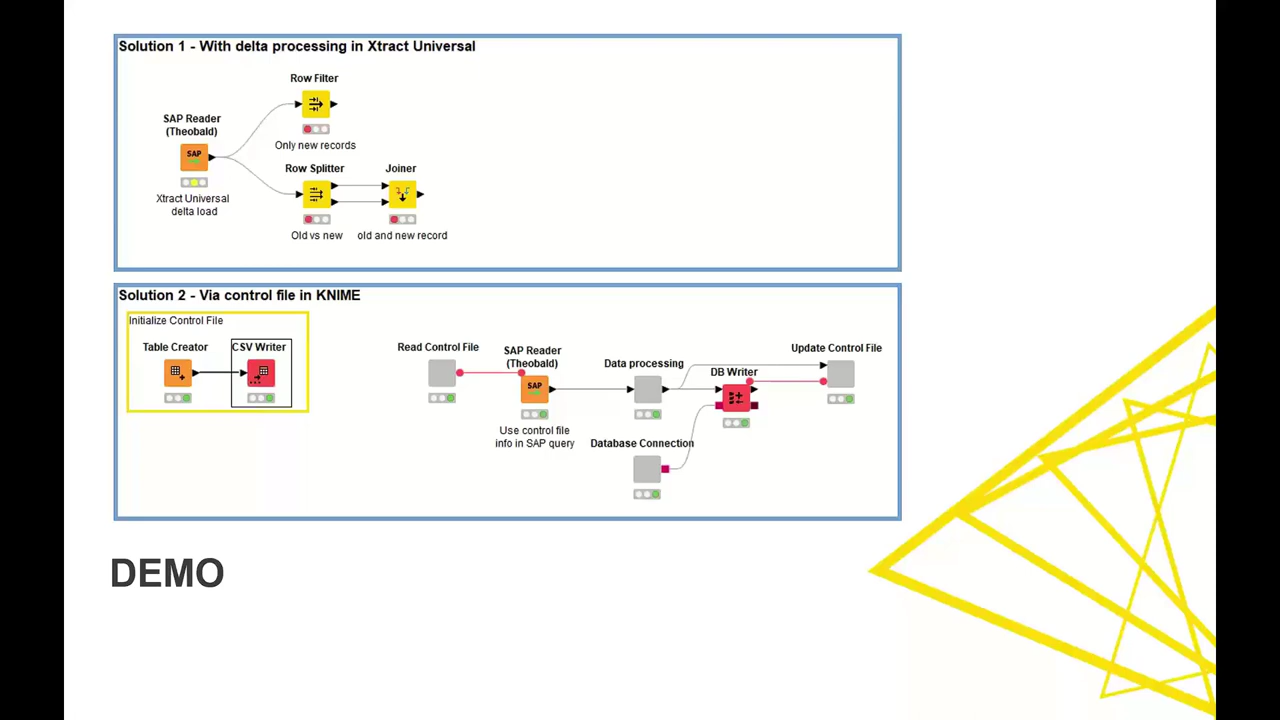 Solution 1 - With delta processing in Xtract Universal
Row Filter
SAP Reader
(Theobald)
SAP
Only new records
Row Splitter
Joiner
Xtract Universal
delta load
Old vs new
old and new record
Solution 2 - Via control file in KNIME
Initialize Control File
Table Creator
CSV Writer
Read Control File
SAP Reader
(Theobald)
SAP
Use control file
info in SAP query
Data processing
DB Writer
Update Control File
Database Connection
DEMO